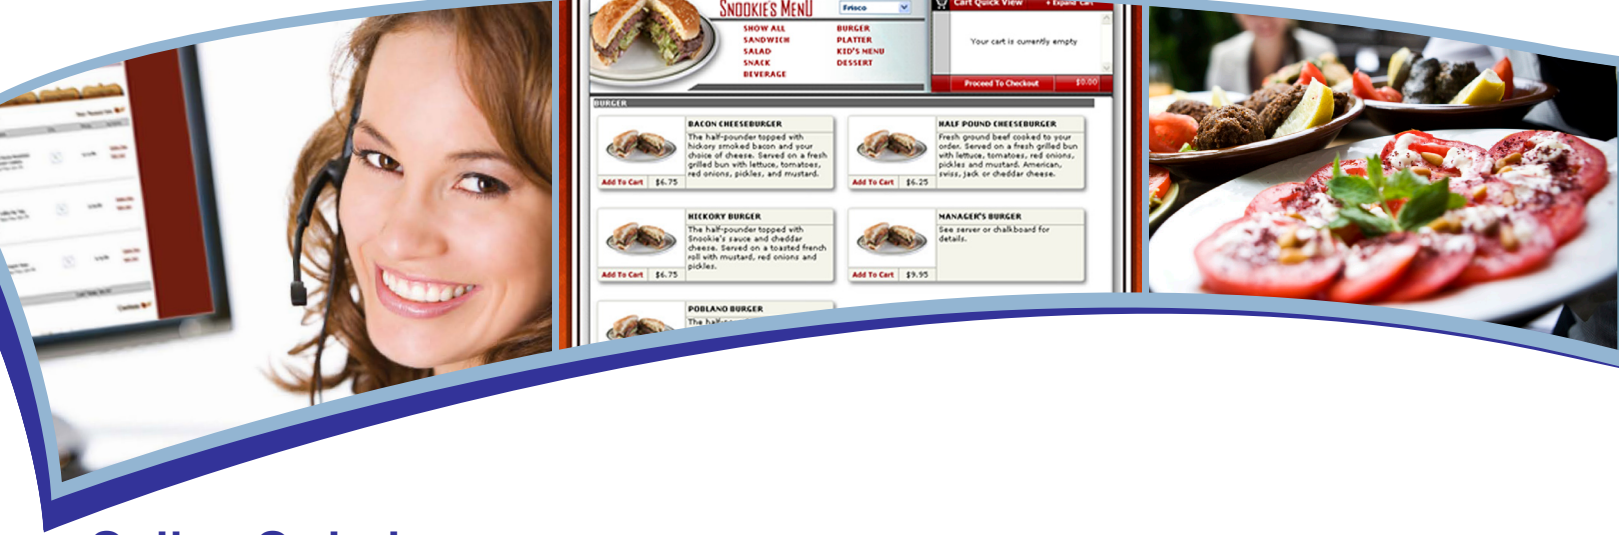 SNOOKIE'S MENU
Frisco
Cart Quick View
+ Expand Cart
SHOW ALL
BURGER
SANDWICH
PLATTER
SALAD
KID'S MENU
SNACK
DESSERT
BEVERAGE
Your cart is currently empty
Proceed To Checkout
$0.00
BURGER
BACON CHEESEBURGER
The half-pounder topped with
hickory smoked bacon and your
choice of cheese. Served on a fresh
grilled bun with lettuce, tomatoes,
red onions, pickles, and mustard.
Add To Cart
$6.75
HALF POUND CHEESEBURGER
Fresh ground beef cooked to your
order. Served on a grilled bun
with lettuce, tomatoes, red onions,
pickles and mustard. American,
swiss, jack or cheddar cheese.
Add To Cart
$6.25
HICKORY BURGER
The half-pounder topped with
Snookie's sauce and cheddar
cheese. Served on a toasted french
roll with mustard, red onions and
pickles.
Add To Cart
$6.75
MANAGER'S BURGER
See server or chalkboard for
details.
Add To Cart
$9.95
POBLANO BURGER